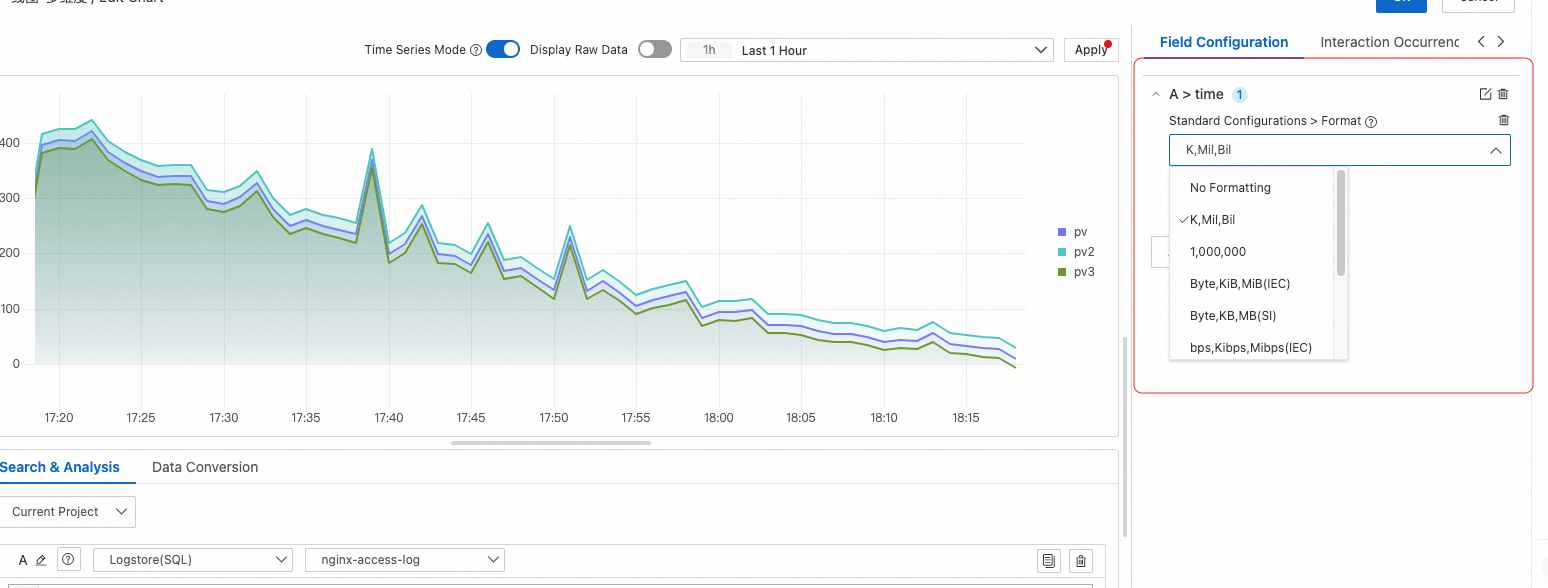 Time Series Mode
Display Raw Data
1h Last 1 Hour
Apply
Field Configuration
Interaction Occurrenc
A > time 1
Standard Configurations > Format
K,Mil,Bil
No Formatting
K,Mil,Bil
1,000,000
Byte,KiB,MiB(IEC)
Byte,KB,MB(SI)
bps,Kibps,Mibps(IEC)
400
300
200
100
0
17:20 17:25 17:30 17:35 17:40 17:45 17:50 17:55 18:00 18:05 18:10 18:15
pv
pv2
pv3
Search & Analysis
Data Conversion
Current Project
A
Logstore(SQL)
nginx-access-log